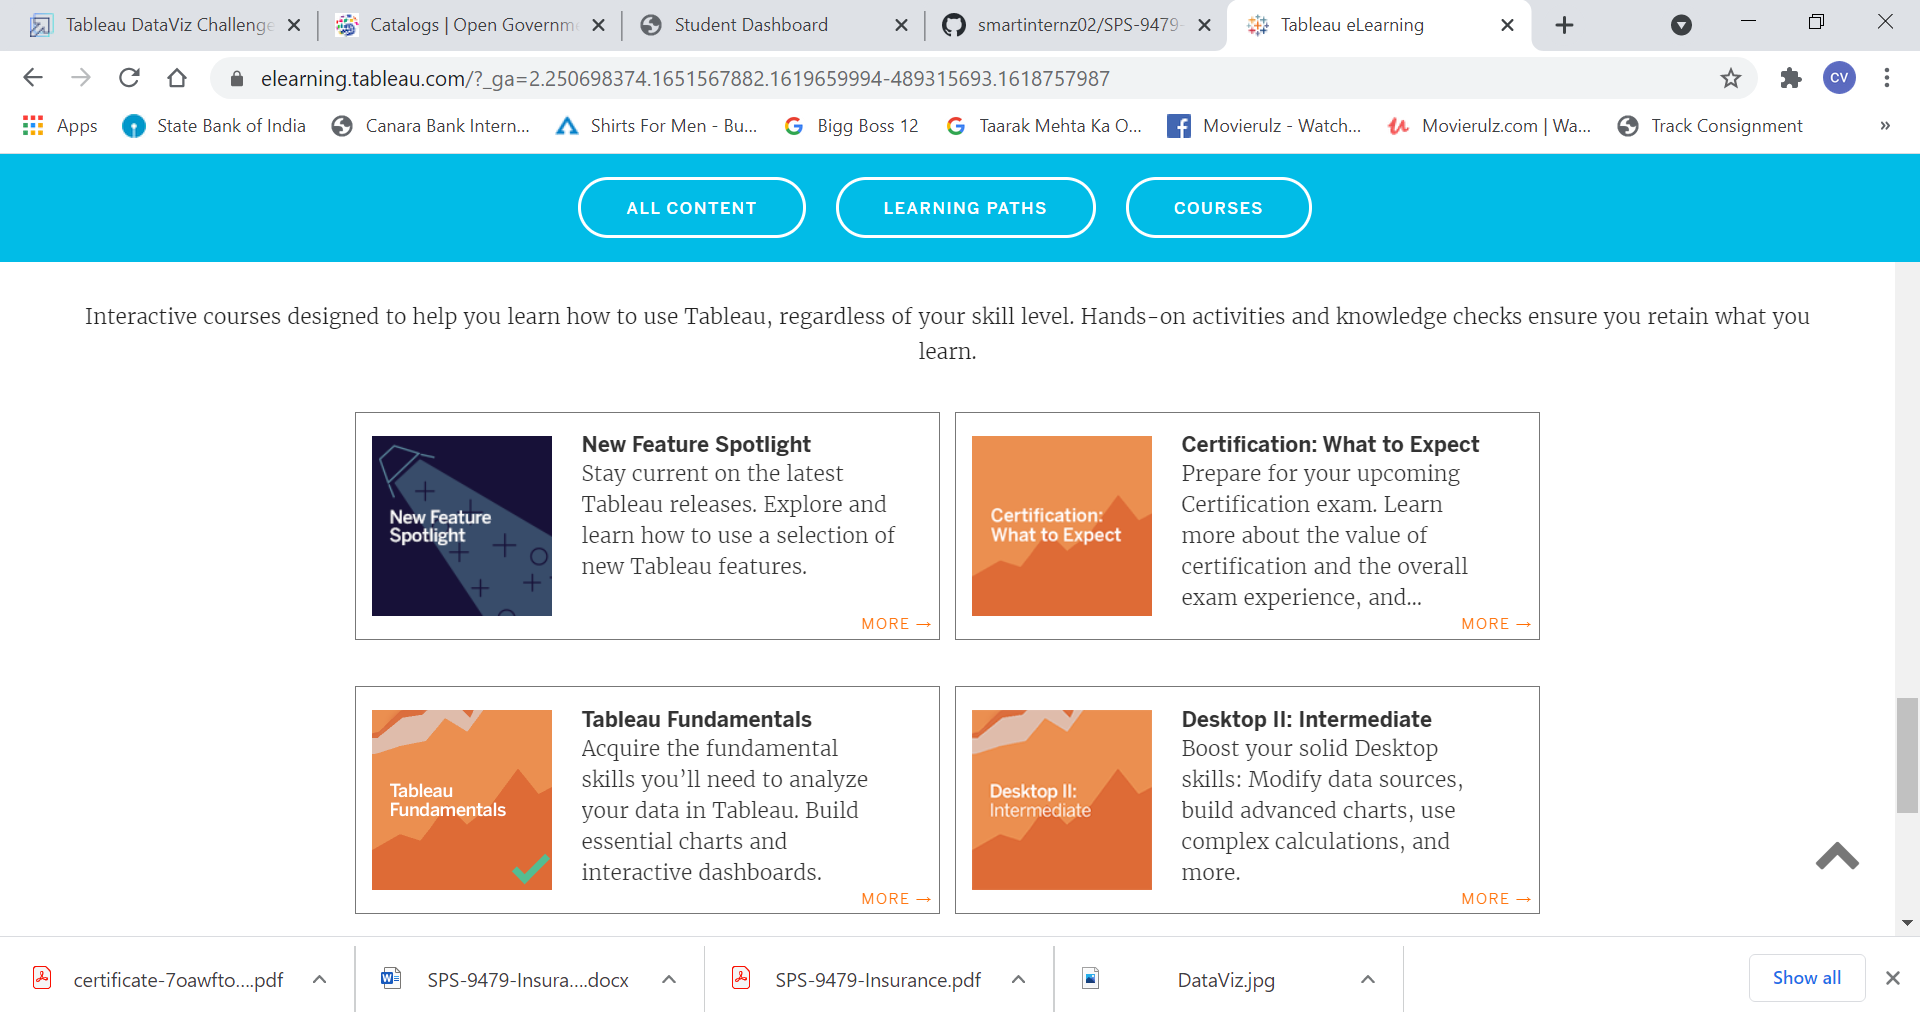 Tableau DataViz Challenge
Catalogs | Open Governme
Student Dashboard
smartinternz02/SPS-9479-
Tableau eLearning
elearning.tableau.com/?_ga=2.250698374.1651567882.1619659994-489315693.1618757987
CV
Apps
State Bank of India
Canara Bank Intern...
Shirts For Men - Bu...
Bigg Boss 12
Taarak Mehta Ka O...
Movierulz - Watch...
Movierulz.com | Wa...
Track Consignment
»
ALL CONTENT
LEARNING PATHS
COURSES
Interactive courses designed to help you learn how to use Tableau, regardless of your skill level. Hands-on activities and knowledge checks ensure you retain what you
learn.
New Feature
Spotlight
New Feature Spotlight
Stay current on the latest
Tableau releases. Explore and
learn how to use a selection of
new Tableau features.
MORE →
Certification:
What to Expect
Certification: What to Expect
Prepare for your upcoming
Certification exam. Learn
more about the value of
certification and the overall
exam experience, and...
MORE →
Tableau
Fundamentals
Tableau Fundamentals
Acquire the fundamental
skills you’ll need to analyze
your data in Tableau. Build
essential charts and
interactive dashboards.
MORE →
Desktop II:
Intermediate
Desktop II: Intermediate
Boost your solid Desktop
skills: Modify data sources,
build advanced charts, use
complex calculations, and
more.
MORE →
certificate-7oawfto....pdf
SPS-9479-Insura....docx
SPS-9479-Insurance.pdf
DataViz.jpg
Show all